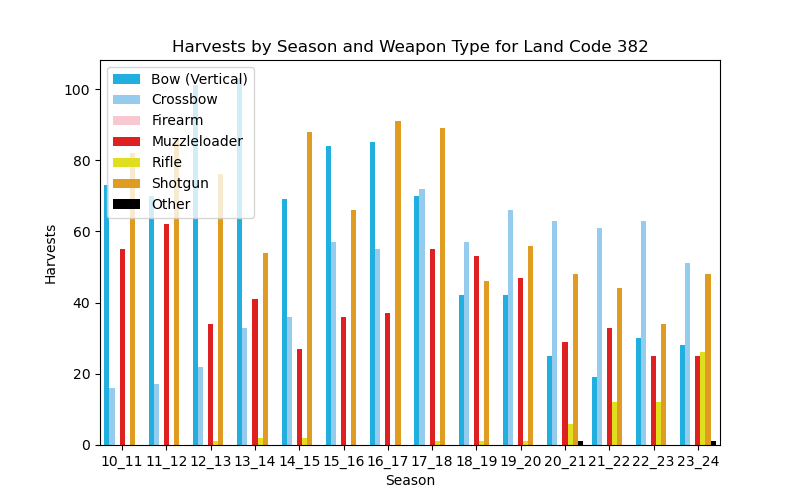 Harvests by Season and Weapon Type for Land Code 382
Bow (Vertical)
Crossbow
Firearm
Muzzleloader
Rifle
Shotgun
Other
100
80
60
40
20
0
Harvests
10_11 11_12 12_13 13_14 14_15 15_16 16_17 17_18 18_19 19_20 20_21 21_22 22_23 23_24
Season